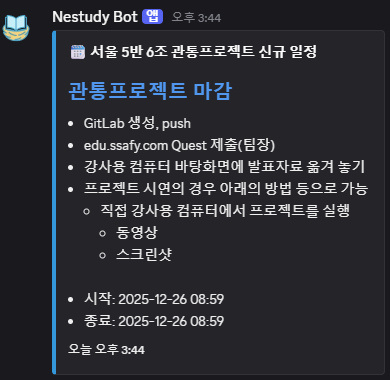 Nestudy Bot 앱 오후 3:44
서울 5반 6조 관통프로젝트 신규 일정
관통프로젝트 마감
• GitLab 생성, push
• edu.ssafy.com Quest 제출(팀장)
• 강사용 컴퓨터 바탕화면에 발표자료 옮겨 놓기
• 프로젝트 시연의 경우 아래의 방법 등으로 가능
◦ 직접 강사용 컴퓨터에서 프로젝트를 실행
◦ 동영상
◦ 스크린샷
• 시작: 2025-12-26 08:59
• 종료: 2025-12-26 08:59
오늘 오후 3:44